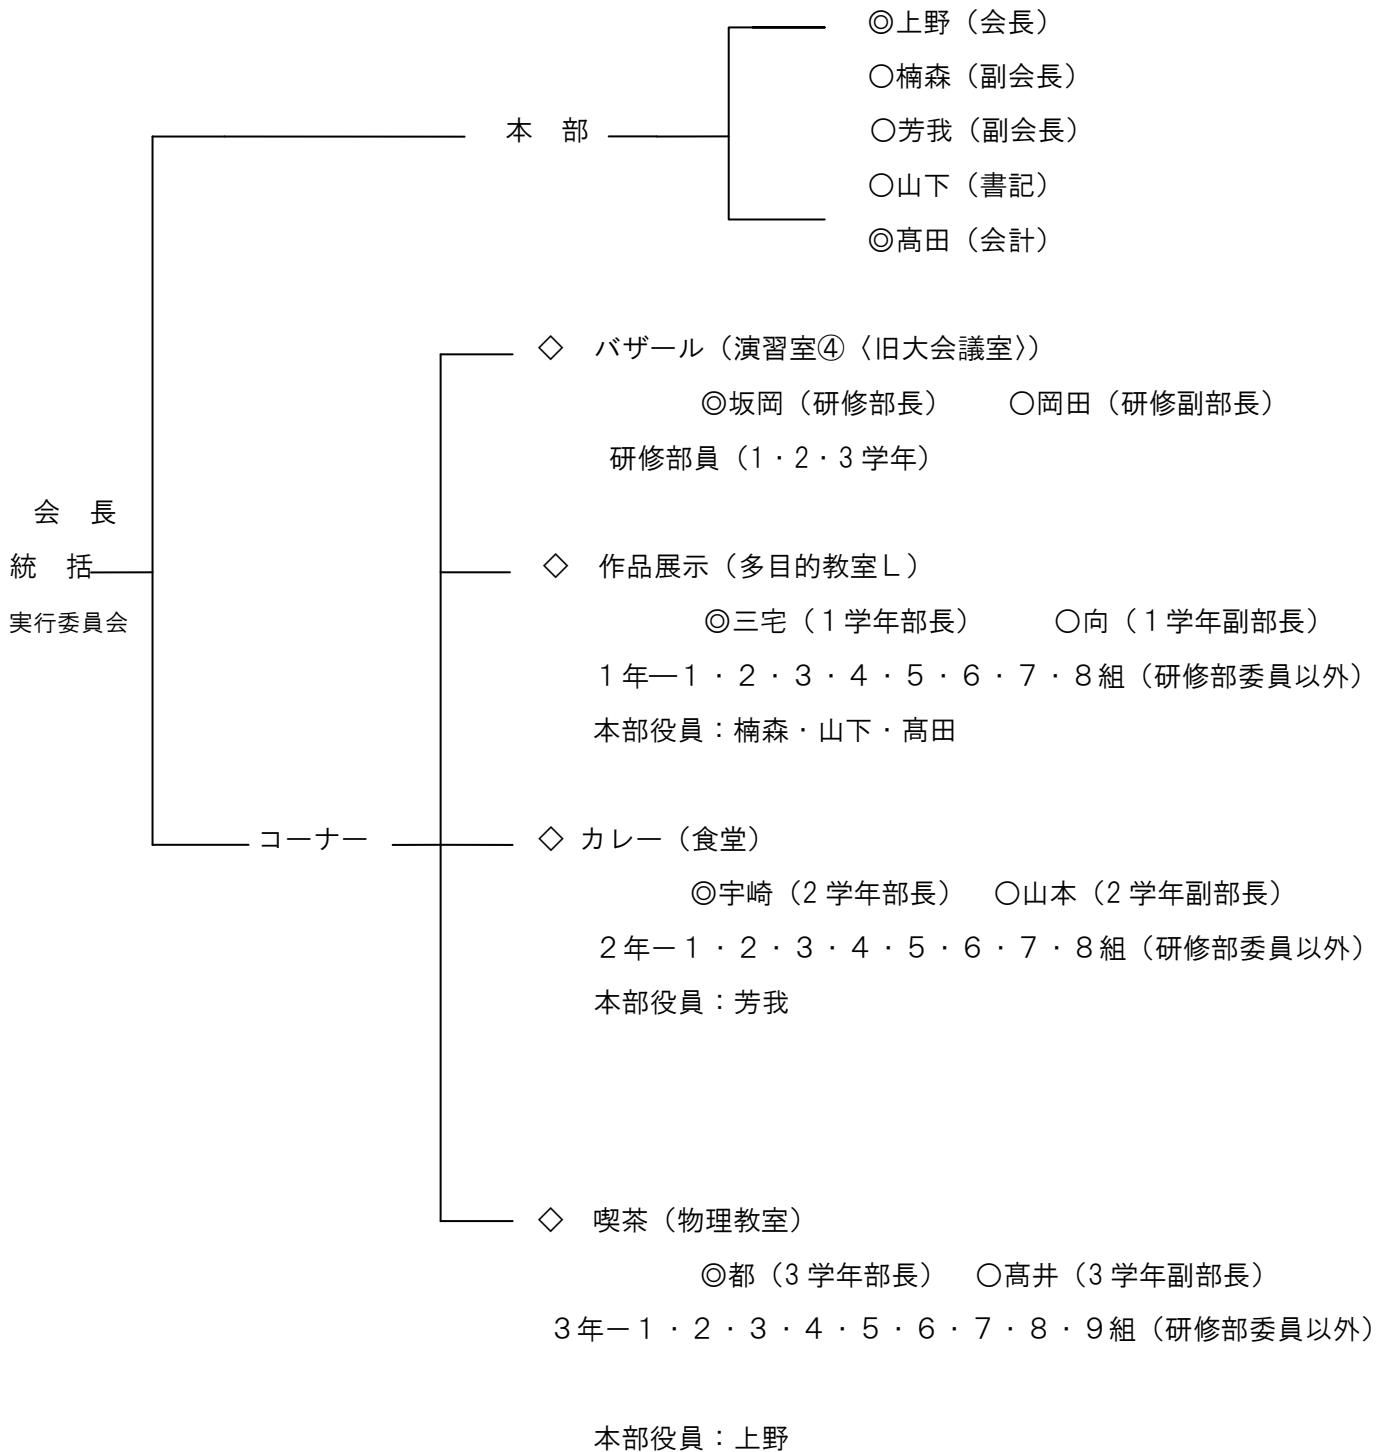 ◎上野（会長）
○楠森（副会長）
本　部
○芳我（副会長）
○山下（書記）
◎髙田（会計）
◇　バザール（演習室④〈旧大会議室〉）
◎坂岡（研修部長）　　○岡田（研修副部長）
研修部員（1・2・3 学年）
会　長
統　括
実行委員会
◇　作品展示（多目的教室Ｌ）
◎三宅（１学年部長）　　　○向（１学年副部長）
１年―１・２・３・４・５・６・７・８組（研修部委員以外）
本部役員：楠森・山下・髙田
コーナー
◇ カレー（食堂）
◎宇崎（2 学年部長）　○山本（2 学年副部長）
２年－１・２・３・４・５・６・７・８組（研修部委員以外）
本部役員：芳我
◇　喫茶（物理教室）
◎都（3 学年部長）　○髙井（3 学年副部長）
３年－１・２・３・４・５・６・７・８・９組（研修部委員以外）
本部役員：上野